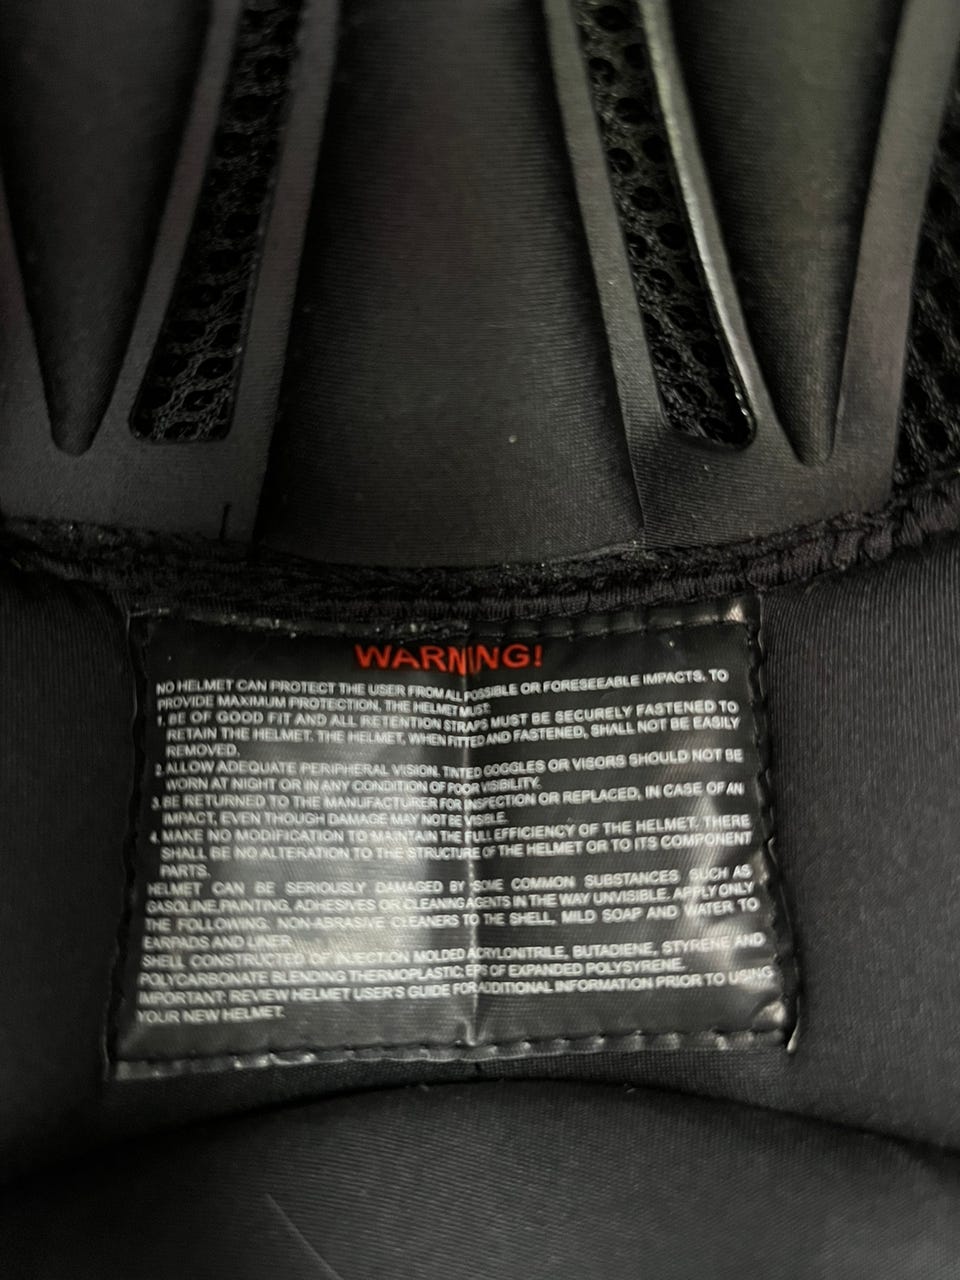 WARNING!
NO HELMET CAN PROTECT THE USER FROM ALL POSSIBLE OR FORESEEABLE IMPACTS. TO
PROVIDE MAXIMUM PROTECTION, THE HELMET MUST:
1. BE OF GOOD FIT AND ALL RETENTION STRAPS MUST BE SECURELY FASTENED TO
RETAIN THE HELMET. THE HELMET, WHEN FITTED AND FASTENED, SHALL NOT BE EASILY
REMOVED.
2. ALLOW ADEQUATE PERIPHERAL VISION, TINTED GOGGLES OR VISORS SHOULD NOT BE
WORN AT NIGHT OR IN ANY CONDITION OF POOR VISIBILITY.
3. BE RETURNED TO THE MANUFACTURER FOR INSPECTION OR REPLACED, IN CASE OF AN
IMPACT, EVEN THOUGH DAMAGE MAY NOT BE VISIBLE.
4. MAKE NO MODIFICATION TO MAINTAIN THE FULL EFFICIENCY OF THE HELMET. THERE
SHALL BE NO ALTERATION TO THE STRUCTURE OF THE HELMET OR TO ITS COMPONENT
PARTS.
HELMET CAN BE SERIOUSLY DAMAGED BY SOME COMMON SUBSTANCES SUCH AS
GASOLINE, PAINTING, ADHESIVES OR CLEANING AGENTS IN THE WAY UNVISIBLE. APPLY ONLY
THE FOLLOWING, NON-ABRASIVE CLEANERS TO THE SHELL, MILD SOAP AND WATER TO
EARPADS AND LINER.
SHELL CONSTRUCTED OF INJECTION MOLDED ACRYLONITRILE, BUTADIENE, STYRENE AND
POLYCARBONATE BLENDING THERMOPLASTIC. EPS OF EXPANDED POLYSYRENE.
IMPORTANT: REVIEW HELMET USER'S GUIDE FOR ADDITIONAL INFORMATION PRIOR TO USING
YOUR NEW HELMET.